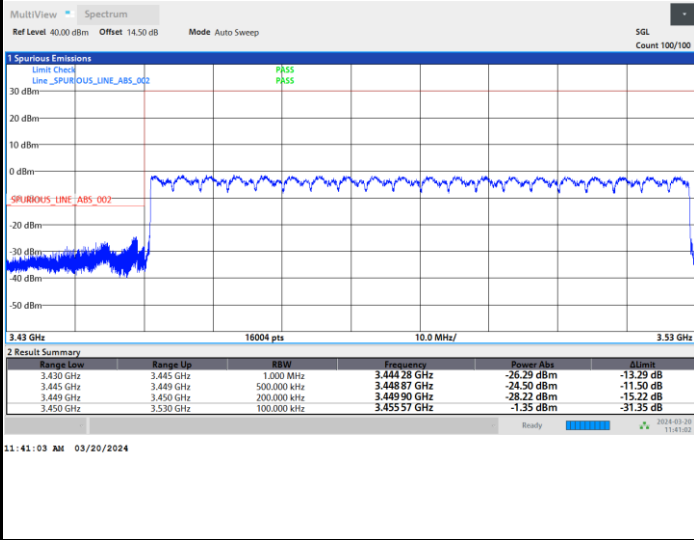 MultiView Spectrum
Ref Level 40.00 dBm Offset 14.50 dB Mode Auto Sweep SGL
Count 100/100
1 Spurious Emissions
Limit Check PASS
Line _SPURIOUS_LINE_ABS_002 PASS
30 dBm
20 dBm
10 dBm
0 dBm
_SPURIOUS_LINE_ABS_002
-20 dBm
-30 dBm
-40 dBm
-50 dBm
3.43 GHz 16004 pts 10.0 MHz/ 3.53 GHz
2 Result Summary
Range Low Range Up RBW Frequency Power Abs ΔLimit
3.430 GHz 3.445 GHz 1.000 MHz 3.444 28 GHz -26.29 dBm -13.29 dB
3.445 GHz 3.449 GHz 500.000 kHz 3.448 87 GHz -24.50 dBm -11.50 dB
3.449 GHz 3.450 GHz 200.000 kHz 3.449 90 GHz -28.22 dBm -15.22 dB
3.450 GHz 3.530 GHz 100.000 kHz 3.455 57 GHz -1.35 dBm -31.35 dB
Ready 2024-03-20
11:41:02
11:41:03 AM 03/20/2024